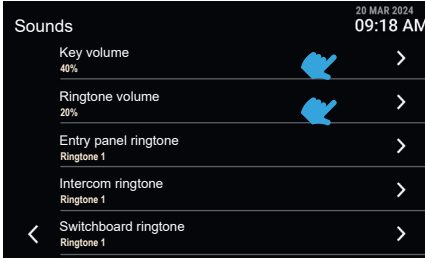 20 MAR 2024
Sounds
09:18 AM
Key volume
40%
Ringtone volume
20%
Entry panel ringtone
Ringtone 1
Intercom ringtone
Ringtone 1
Switchboard ringtone
Ringtone 1